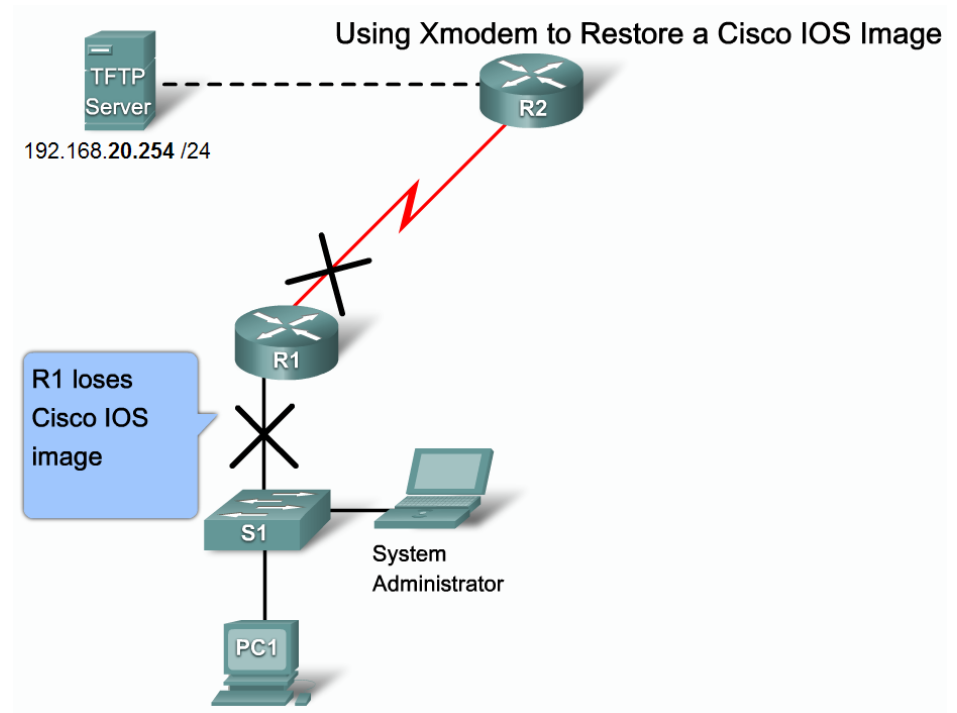 Using Xmodem to Restore a Cisco IOS Image
TFTP
Server
R2
192.168.20.254 /24
R1
R1 loses
Cisco IOS
image
S1
System
Administrator
PC1